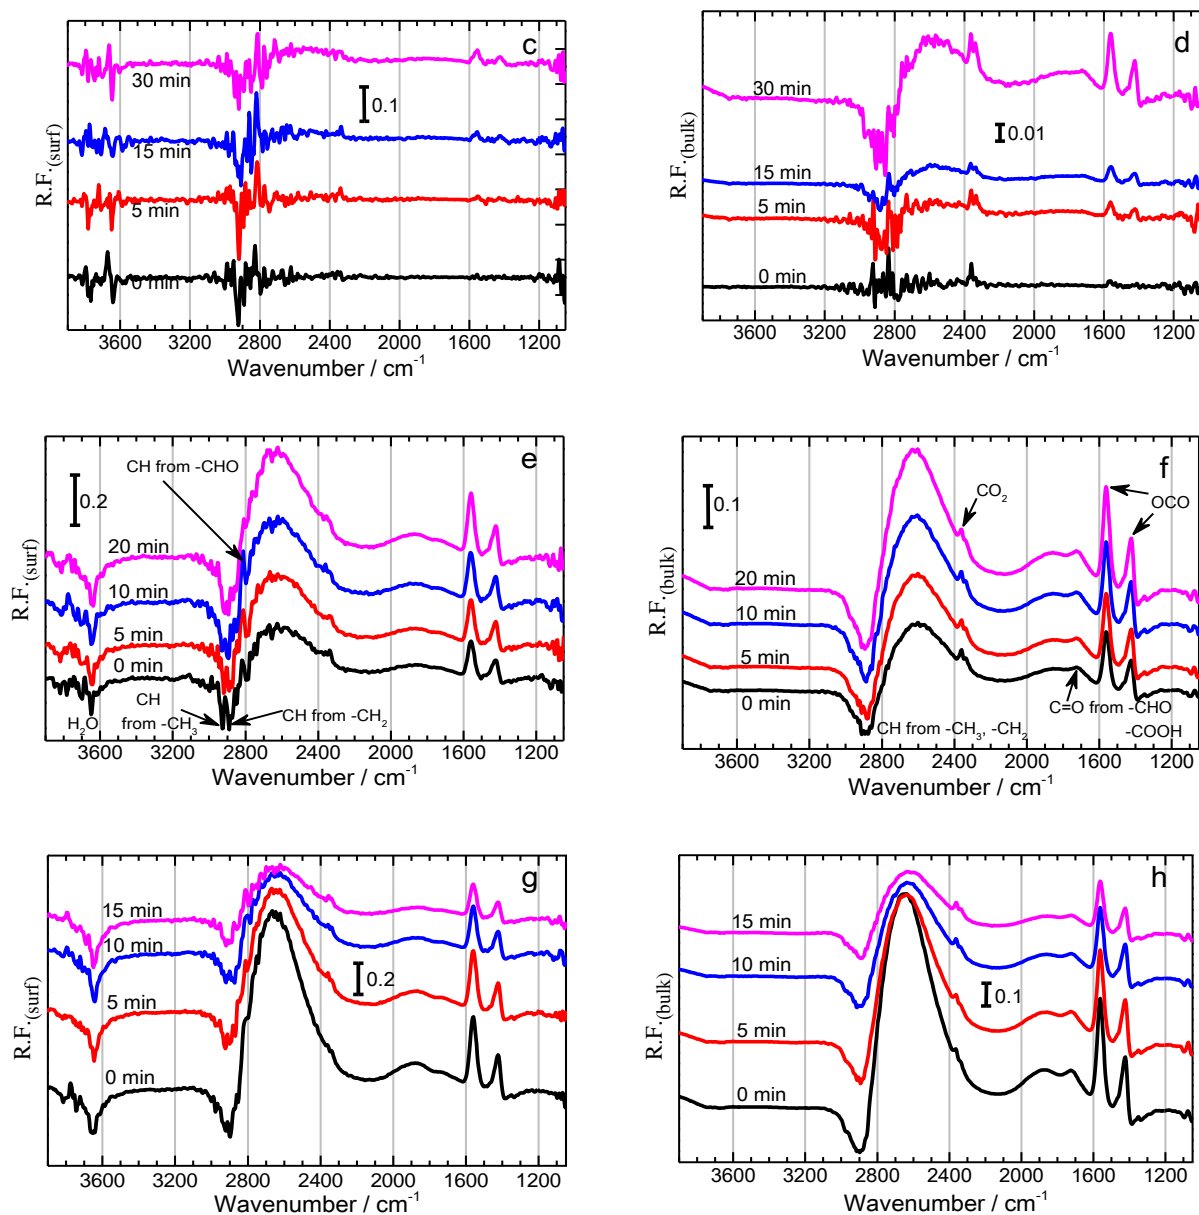 c
30 min
0.1
15 min
5 min
0 min
R.F.(surf)
3600 3200 2800 2400 2000 1600 1200
Wavenumber / cm-1
d
30 min
0.01
15 min
5 min
0 min
R.F.(bulk)
3600 3200 2800 2400 2000 1600 1200
Wavenumber / cm-1
e
CH from -CHO
0.2
20 min
10 min
5 min
0 min
H2O
CH
from -CH3
CH from -CH2
R.F.(surf)
3600 3200 2800 2400 2000 1600 1200
Wavenumber / cm-1
f
0.1
CO2
OCO
20 min
10 min
5 min
0 min
C=O from -CHO
-COOH
CH from -CH3, -CH2
R.F.(bulk)
3600 3200 2800 2400 2000 1600 1200
Wavenumber / cm-1
g
15 min
10 min
0.2
5 min
0 min
R.F.(surf)
3600 3200 2800 2400 2000 1600 1200
Wavenumber / cm-1
h
15 min
10 min
0.1
5 min
0 min
R.F.(bulk)
3600 3200 2800 2400 2000 1600 1200
Wavenumber / cm-1